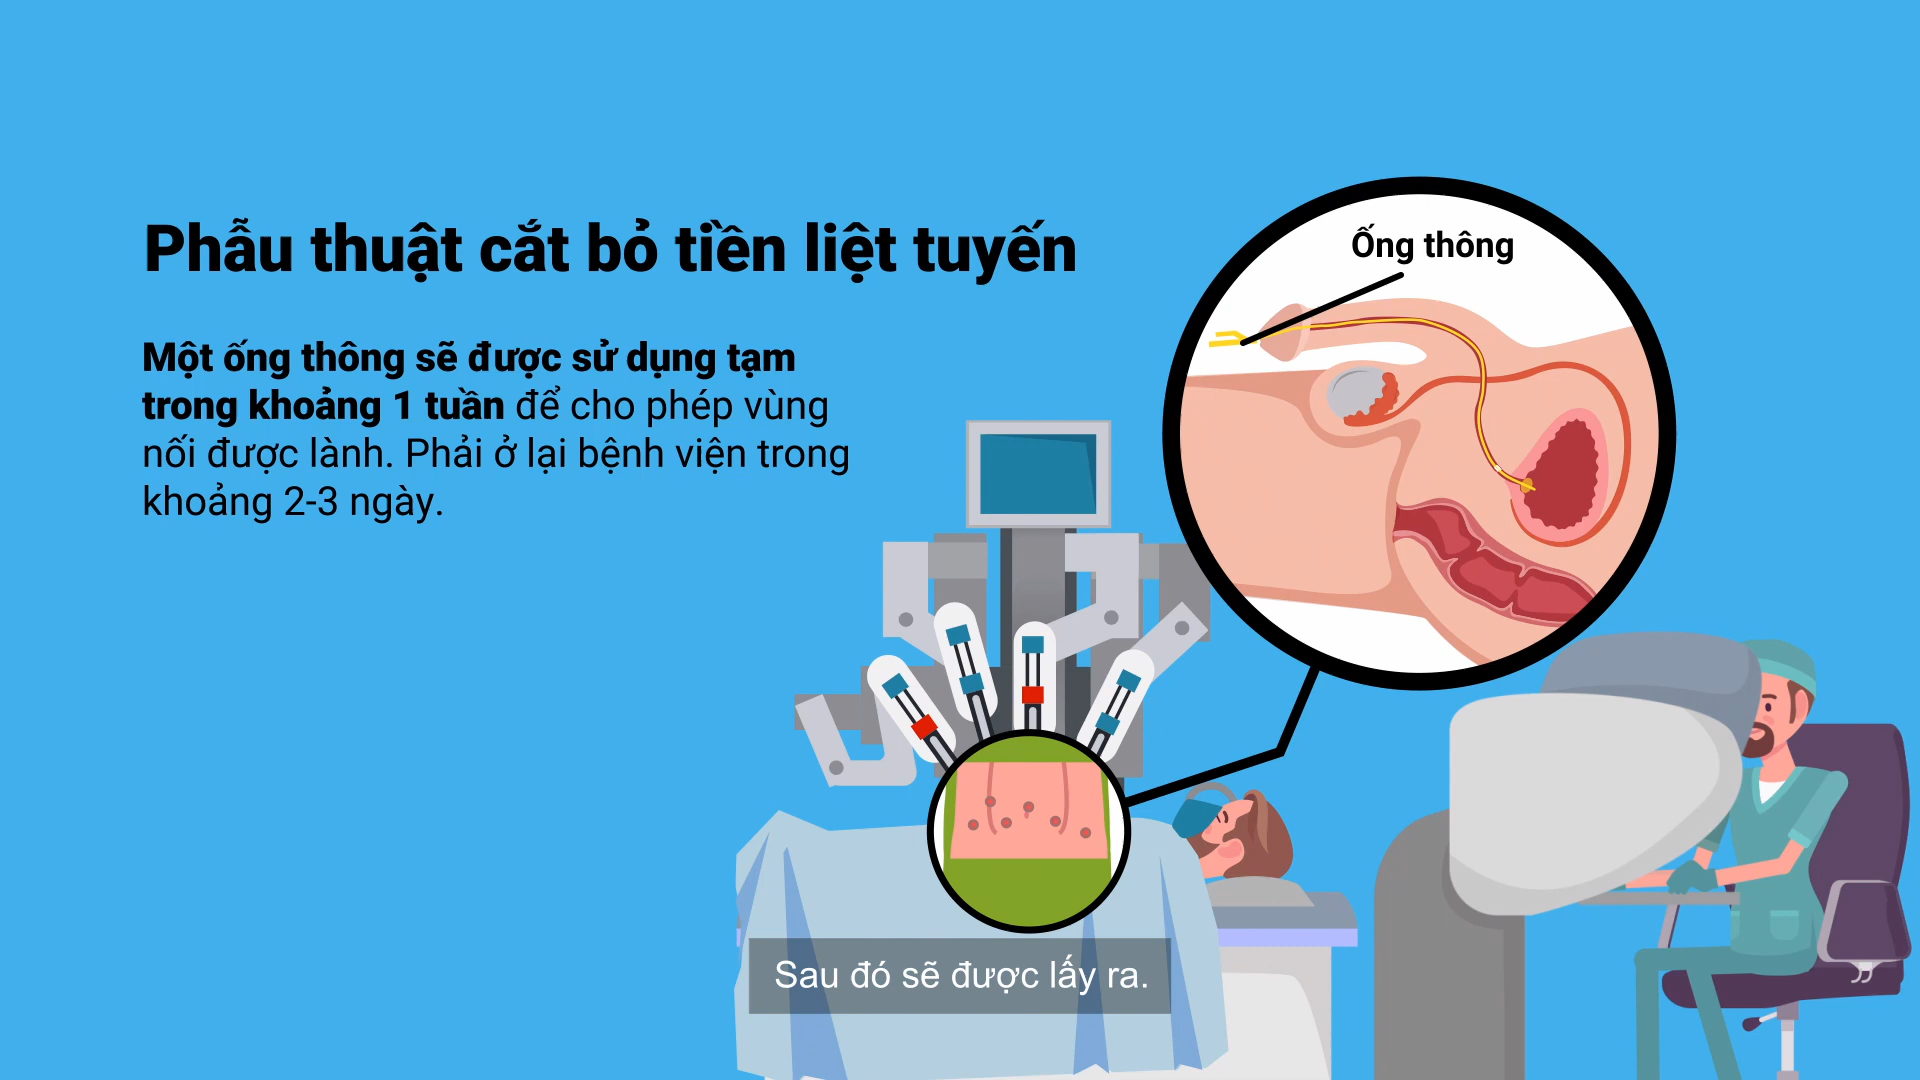 Phẫu thuật cắt bỏ tiền liệt tuyến
Một ống thông sẽ được sử dụng tạm
trong khoảng 1 tuần để cho phép vùng
nối được lành. Phải ở lại bệnh viện trong
khoảng 2-3 ngày.
Ống thông
Sau đó sẽ được lấy ra.